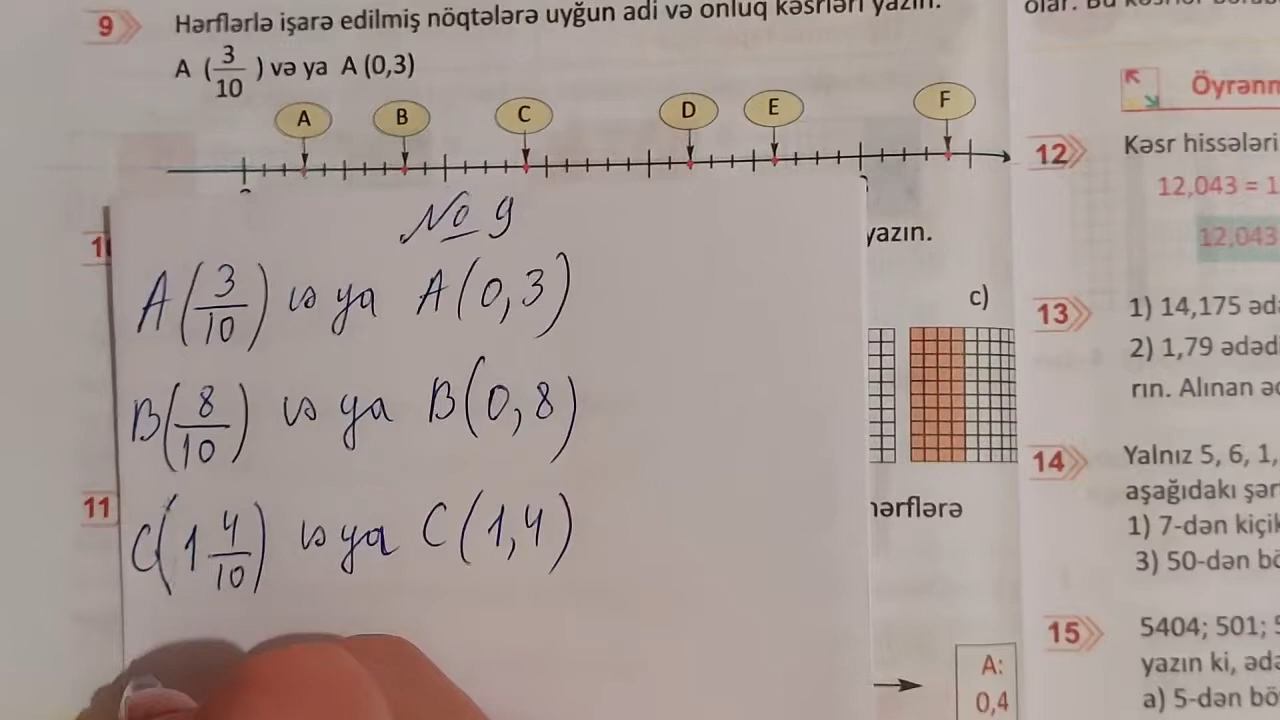 9 Hərflərlə işarə edilmiş nöqtələrə uyğun adi və onluq kəsrləri yazın.
A (3/10) və ya A (0,3)
A B C D E F
№ 9
A(3/10) və ya A(0,3)
B(8/10) və ya B(0,8)
C(1 4/10) və ya C(1,4)
10
yazın.
c)
11
hərflərə
A:
0,4
olar.
Öyrənm
12 Kəsr hissələri
12,043 = 1
12,043
13 1) 14,175 əd
2) 1,79 ədəd
rın. Alınan
14 Yalnız 5, 6, 1,
aşağıdakı şər
1) 7-dən kiçik
3) 50-dən bö
15 5404; 501;
yazın ki, əd
a) 5-dən bö